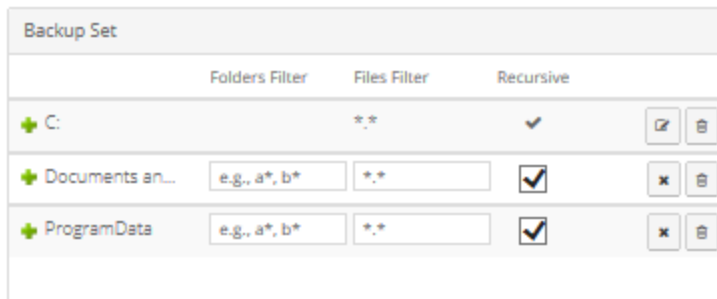 Backup Set
Folders Filter Files Filter Recursive
C: *.*
Documents an... e.g., a*, b* *.*
ProgramData e.g., a*, b* *.*